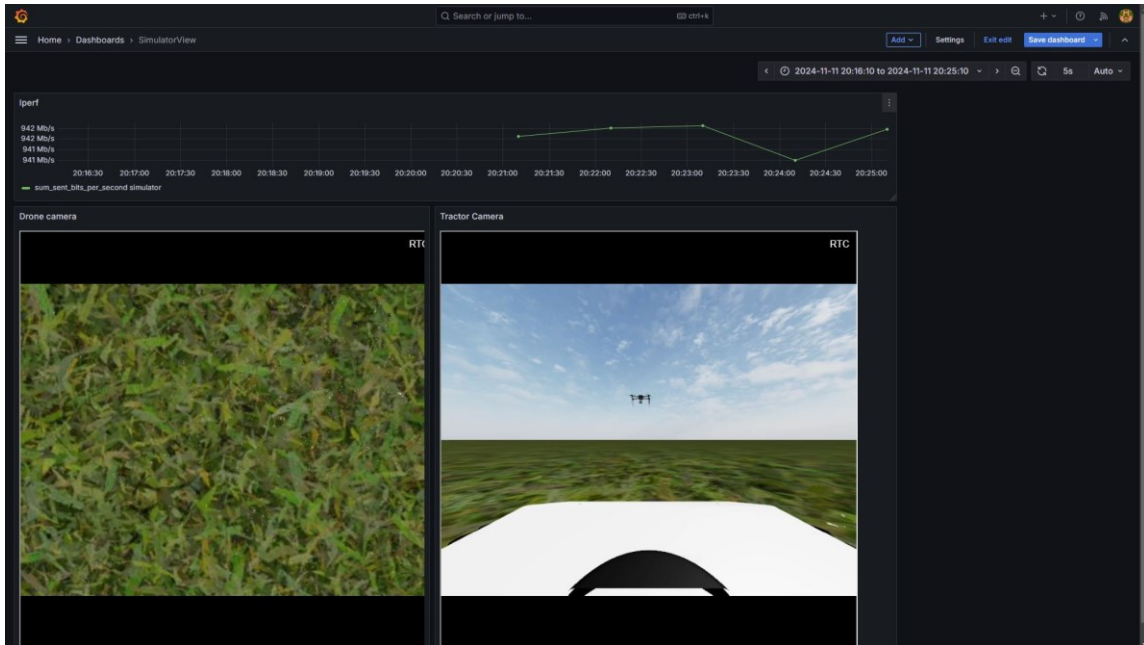 Search or jump to... ctrl+k
Home › Dashboards › SimulatorView Add Settings Exit edit Save dashboard
2024-11-11 20:16:10 to 2024-11-11 20:25:10 5s Auto
Iperf
942 Mb/s
942 Mb/s
941 Mb/s
941 Mb/s
20:16:30 20:17:00 20:17:30 20:18:00 20:18:30 20:19:00 20:19:30 20:20:00 20:20:30 20:21:00 20:21:30 20:22:00 20:22:30 20:23:00 20:23:30 20:24:00 20:24:30 20:25:00
sum_sent_bits_per_second simulator
Drone camera Tractor Camera
RTC RTC